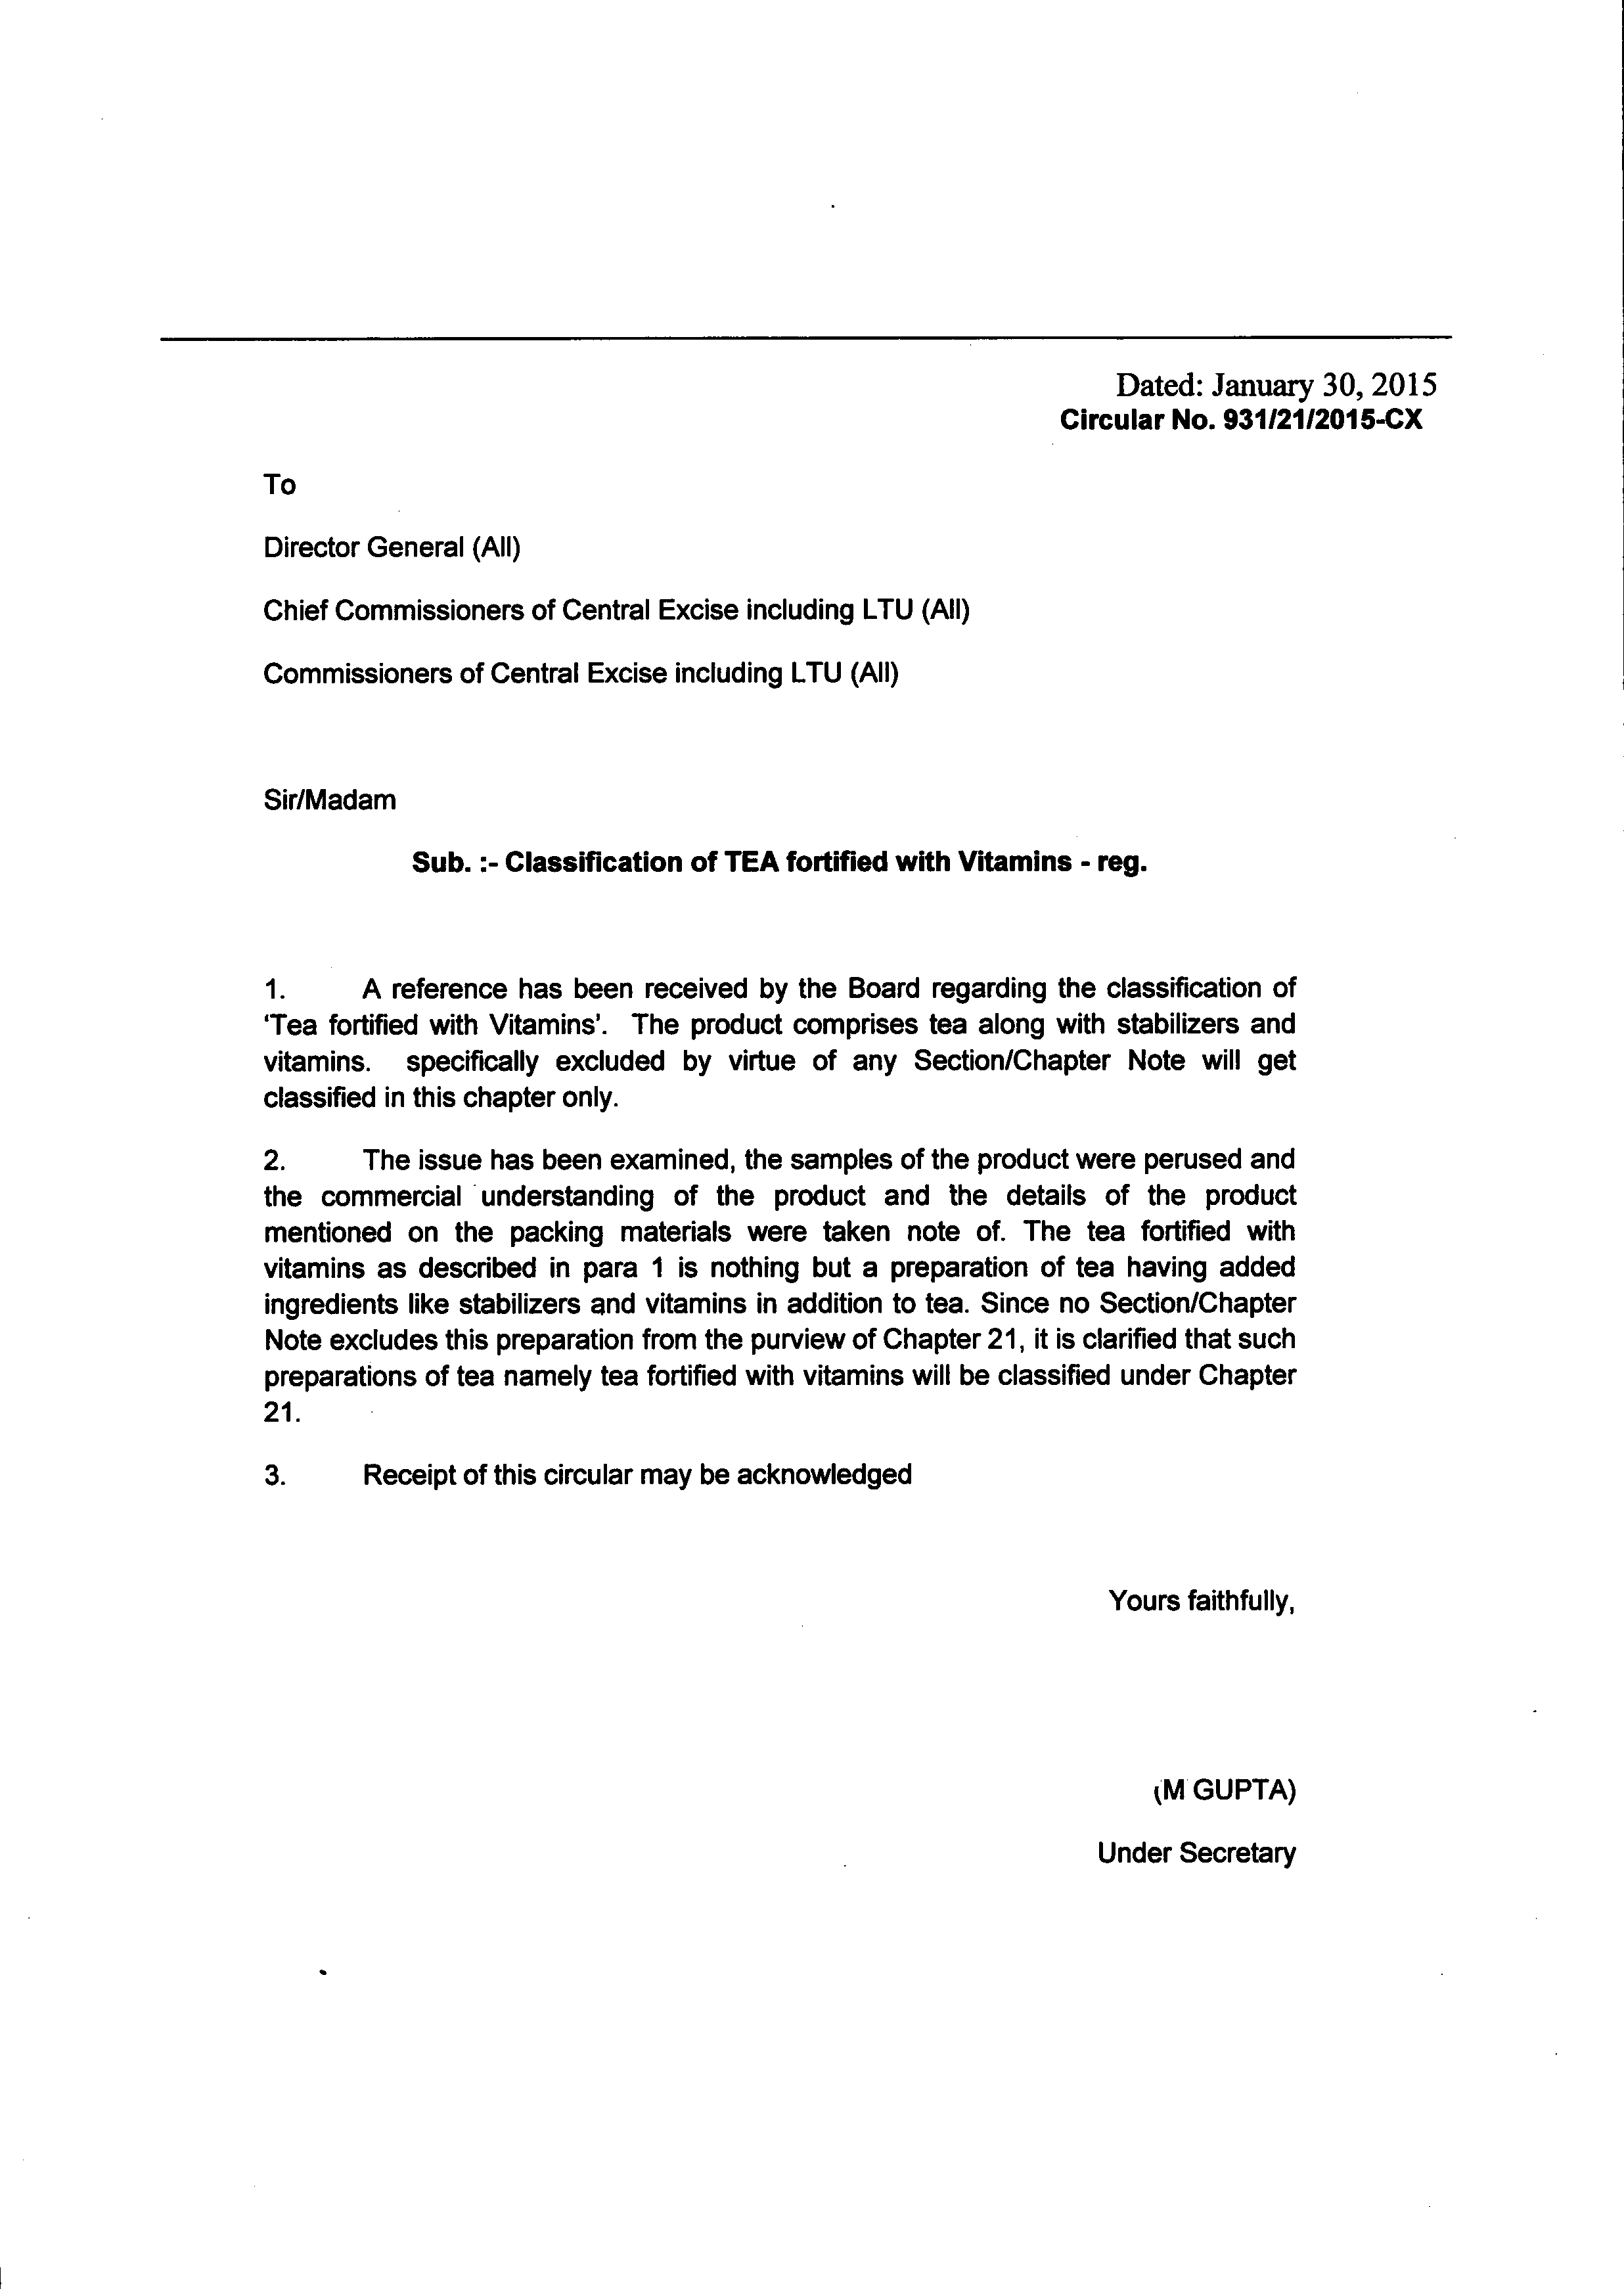 Dated: January 30, 2015
Circular No. 931/21/2015-CX
To
Director General (All)
Chief Commissioners of Central Excise including LTU (All)
Commissioners of Central Excise including LTU (All)
Sir/Madam
Sub. :- Classification of TEA fortified with Vitamins - reg.
1. A reference has been received by the Board regarding the classification of
‘Tea fortified with Vitamins’. The product comprises tea along with stabilizers and
vitamins. specifically excluded by virtue of any Section/Chapter Note will get
classified in this chapter only.
2. The issue has been examined, the samples of the product were perused and
the commercial understanding of the product and the details of the product
mentioned on the packing materials were taken note of. The tea fortified with
vitamins as described in para 1 is nothing but a preparation of tea having added
ingredients like stabilizers and vitamins in addition to tea. Since no Section/Chapter
Note excludes this preparation from the purview of Chapter 21, it is clarified that such
preparations of tea namely tea fortified with vitamins will be classified under Chapter
21.
3. Receipt of this circular may be acknowledged
Yours faithfully,
(M GUPTA)
Under Secretary